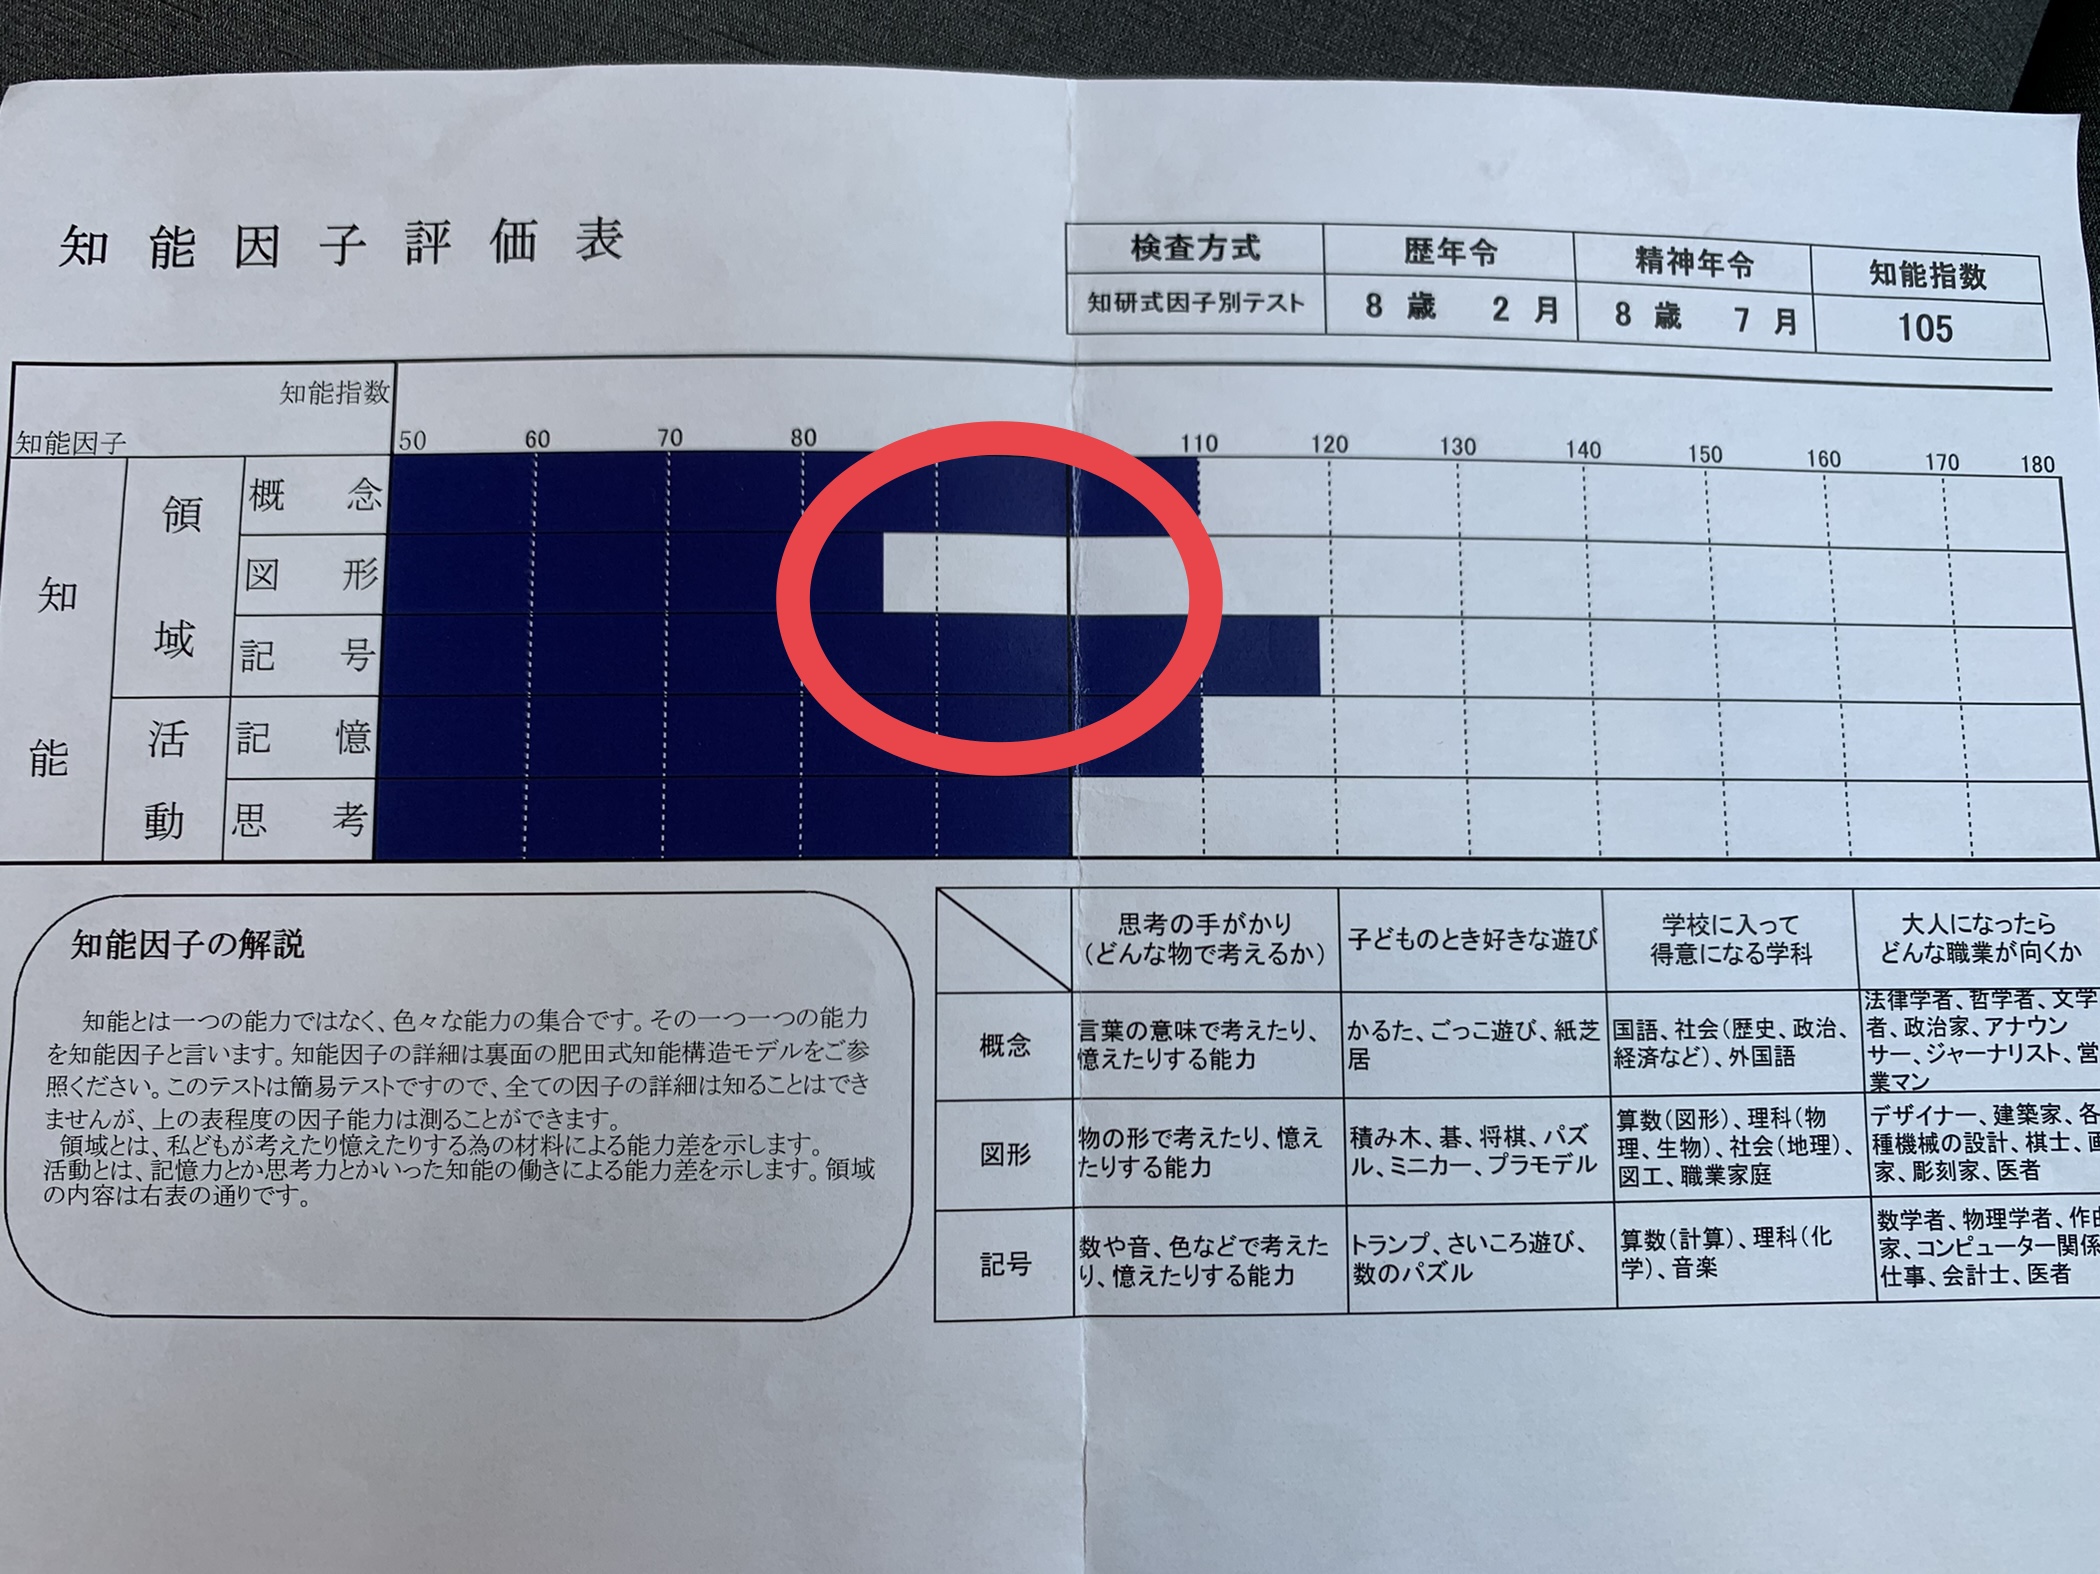 知能因子評価表
検査方式 歴年令 精神年令 知能指数
知研式因子別テスト 8歳 2月 8歳 7月 105
知能指数
知能因子
50 60 70 80 110 120 130 140 150 160 170 180
知能
領域
概念
図形
記号
活動
記憶
思考
知能因子の解説
知能とは一つの能力ではなく、色々な能力の集合です。その一つ一つの能力
を知能因子と言います。知能因子の詳細は裏面の肥田式知能構造モデルをご参
照ください。このテストは簡易テストですので、全ての因子の詳細は知ることはでき
ませんが、上の表程度の因子能力は測ることができます。
領域とは、私どもが考えたり憶えたりする為の材料による能力差を示します。
活動とは、記憶力とか思考力とかいった知能の働きによる能力差を示します。領域
の内容は右表の通りです。
思考の手がかり
(どんな物で考えるか)
子どものとき好きな遊び
学校に入って
得意になる学科
大人になったら
どんな職業が向くか
概念
言葉の意味で考えたり、
憶えたりする能力
かるた、ごっこ遊び、紙芝
居
国語、社会(歴史、政治、
経済など)、外国語
法律学者、哲学者、文学
者、政治家、アナウン
サー、ジャーナリスト、営
業マン
図形
物の形で考えたり、憶え
たりする能力
積み木、碁、将棋、パズ
ル、ミニカー、プラモデル
算数(図形)、理科(物
理、生物)、社会(地理)、
図工、職業家庭
デザイナー、建築家、各
種機械の設計、棋士、画
家、彫刻家、医者
記号
数や音、色などで考えた
り、憶えたりする能力
トランプ、さいころ遊び、
数のパズル
算数(計算)、理科(化
学)、音楽
数学者、物理学者、作曲
家、コンピューター関係
仕事、会計士、医者